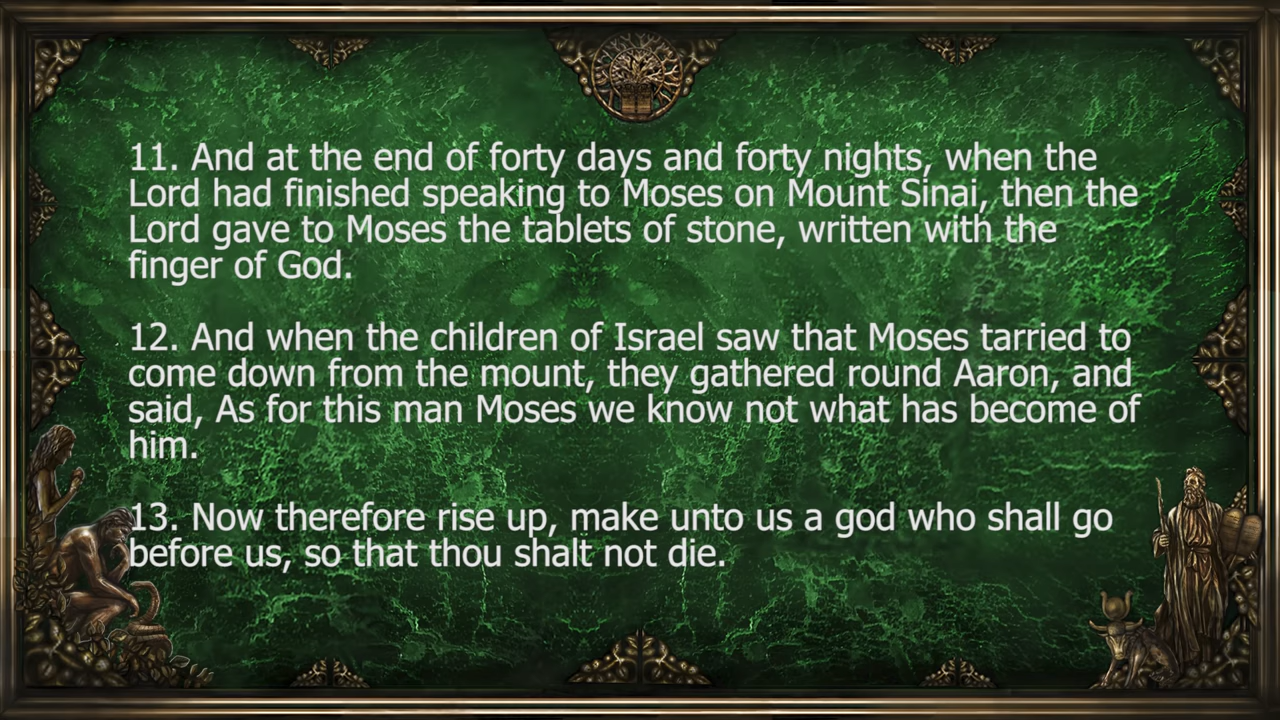 11. And at the end of forty days and forty nights, when the
Lord had finished speaking to Moses on Mount Sinai, then the
Lord gave to Moses the tablets of stone, written with the
finger of God.
12. And when the children of Israel saw that Moses tarried to
come down from the mount, they gathered round Aaron, and
said, As for this man Moses we know not what has become of
him.
13. Now therefore rise up, make unto us a god who shall go
before us, so that thou shalt not die.